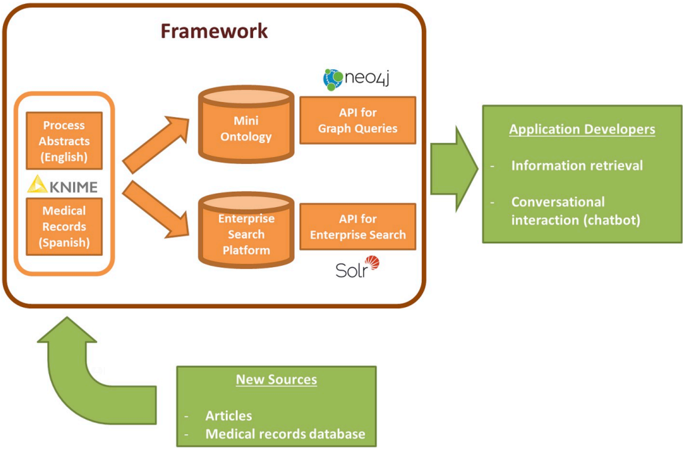 Framework
neo4j
Process
Abstracts
(English)
KNIME
Medical
Records
(Spanish)
Mini
Ontology
API for
Graph Queries
Enterprise
Search
Platform
API for
Enterprise Search
Solr
Application Developers
- Information retrieval
- Conversational
interaction (chatbot)
New Sources
- Articles
- Medical records database